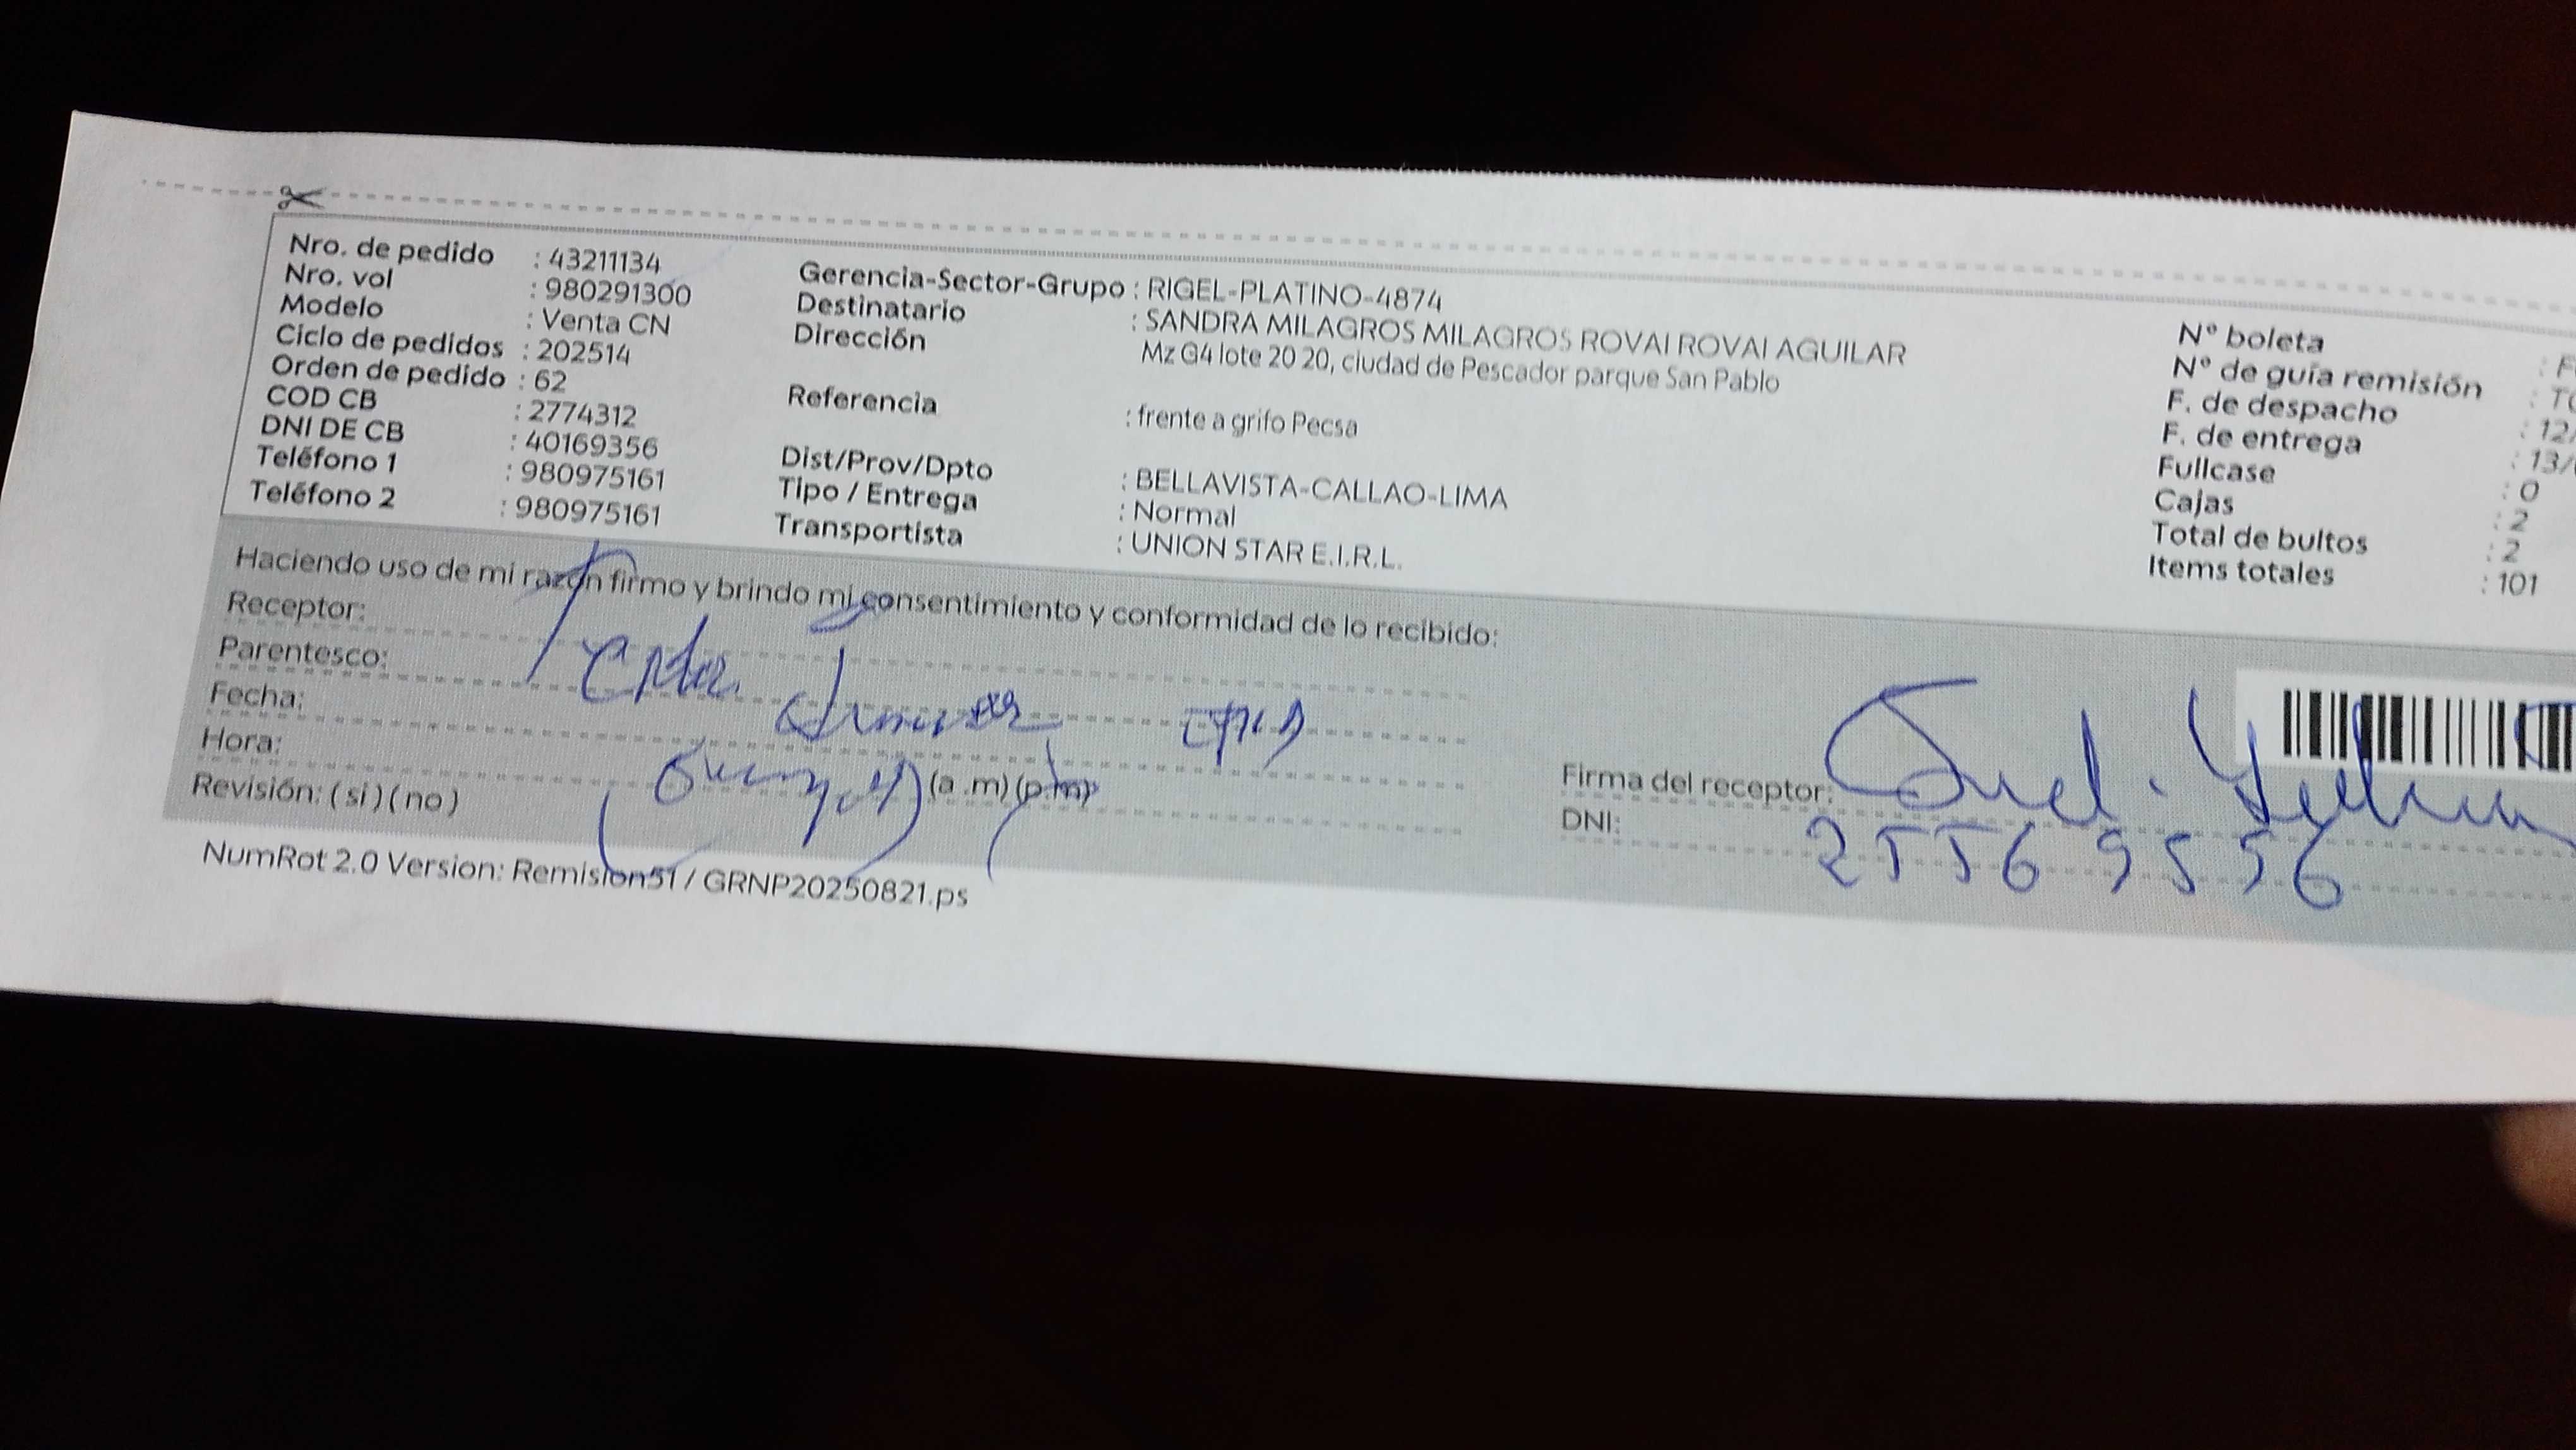 Nro. de pedido : 43211134
Nro. vol : 980291300
Modelo : Venta CN
Ciclo de pedidos : 202514
Orden de pedido : 62
COD CB : 2774312
DNI DE CB : 40169356
Teléfono 1 : 980975161
Teléfono 2 : 980975161
Gerencia-Sector-Grupo : RIGEL-PLATINO-4874
Destinatario : SANDRA MILAGROS MILAGROS ROVAI ROVAI AGUILAR
Dirección Mz G4 lote 20 20, ciudad de Pescador parque San Pablo
Referencia : frente a grifo Pecsa
Dist/Prov/Dpto : BELLAVISTA-CALLAO-LIMA
Tipo / Entrega : Normal
Transportista : UNION STAR E.I.R.L.
N° boleta : F
N° de guía remisión :
F. de despacho : 12/
F. de entrega : 13/
Fullcase : 0
Cajas : 2
Total de bultos : 2
Items totales : 101
Haciendo uso de mi razón firmo y brindo mi consentimiento y conformidad de lo recibido:
Receptor:
Parentesco:
Fecha:
Hora: (a .m) (p.m)
Revisión: ( si ) ( no )
Firma del receptor:
DNI: 25569556
NumRot 2.0 Version: Remision51 / GRNP20250821.ps